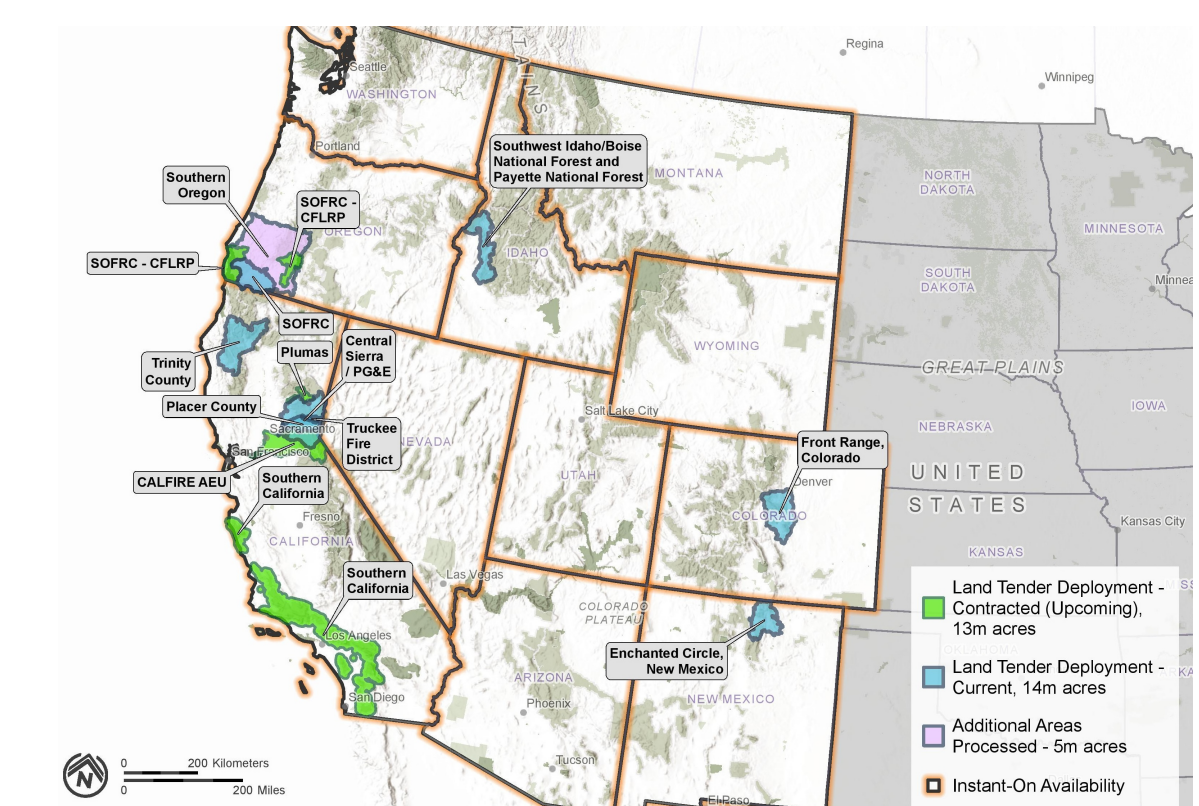 Regina
Winnipeg
Seattle
WASHINGTON
Portland
Southwest Idaho/Boise
National Forest and
Payette National Forest
MONTANA
NORTH
DAKOTA
MINNESOTA
Southern
Oregon
SOFRC -
CFLRP
OREGON
SOFRC - CFLRP
IDAHO
SOUTH
DAKOTA
Minnea
SOFRC
Plumas
Central
Sierra
/ PG&E
WYOMING
GREAT PLAINS
Trinity
County
Placer County
Sacramento
Truckee
Fire
District
NEVADA
San Francisco
CALFIRE AEU
Southern
California
Salt Lake City
IOWA
NEBRASKA
Front Range,
Colorado
Denver
UTAH
UNITED
STATES
COLORADO
Fresno
CALIFORNIA
Kansas City
KANSAS
Southern
California
Las Vegas
COLORADO
PLATEAU
Los Angeles
Enchanted Circle,
New Mexico
OKLAHOMA
ARIZONA
NEW MEXICO
San Diego
Phoenix
Tucson
El Paso
Land Tender Deployment -
Contracted (Upcoming),
13m acres
Land Tender Deployment -
Current, 14m acres
Additional Areas
Processed - 5m acres
Instant-On Availability
N
0 200 Kilometers
0 200 Miles